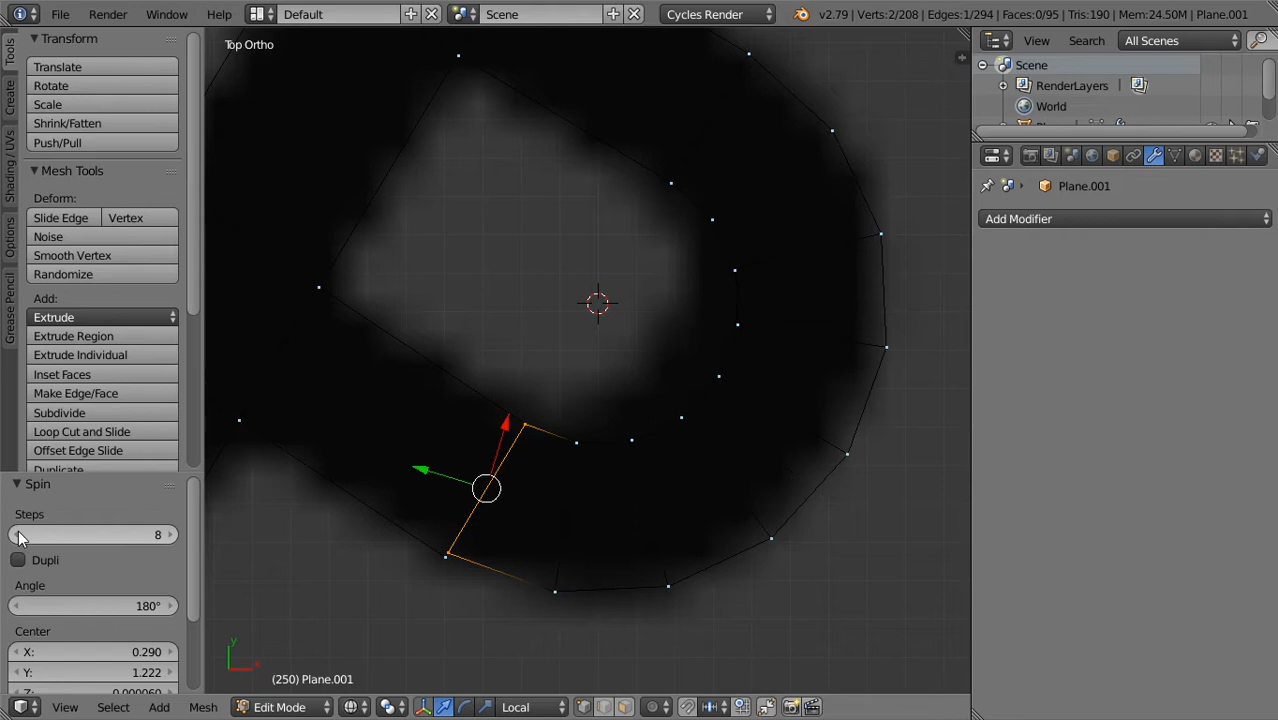 File Render Window Help Default Scene Cycles Render v2.79 | Verts:2/208 | Edges:1/294 | Faces:0/95 | Tris:190 | Mem:24.50M | Plane.001
Tools
Create
Shading / UVs
Options
Grease Pencil
Transform
Translate
Rotate
Scale
Shrink/Fatten
Push/Pull
Mesh Tools
Deform:
Slide Edge Vertex
Noise
Smooth Vertex
Randomize
Add:
Extrude
Extrude Region
Extrude Individual
Inset Faces
Make Edge/Face
Subdivide
Loop Cut and Slide
Offset Edge Slide
Duplicate
Spin
Steps
8
Dupli
Angle
180°
Center
X: 0.290
Y: 1.222
Z: 0.000060
Top Ortho
y
x
(250) Plane.001
View Select Add Mesh Edit Mode Local
View Search All Scenes
Scene
RenderLayers
World
Plane.001
Add Modifier